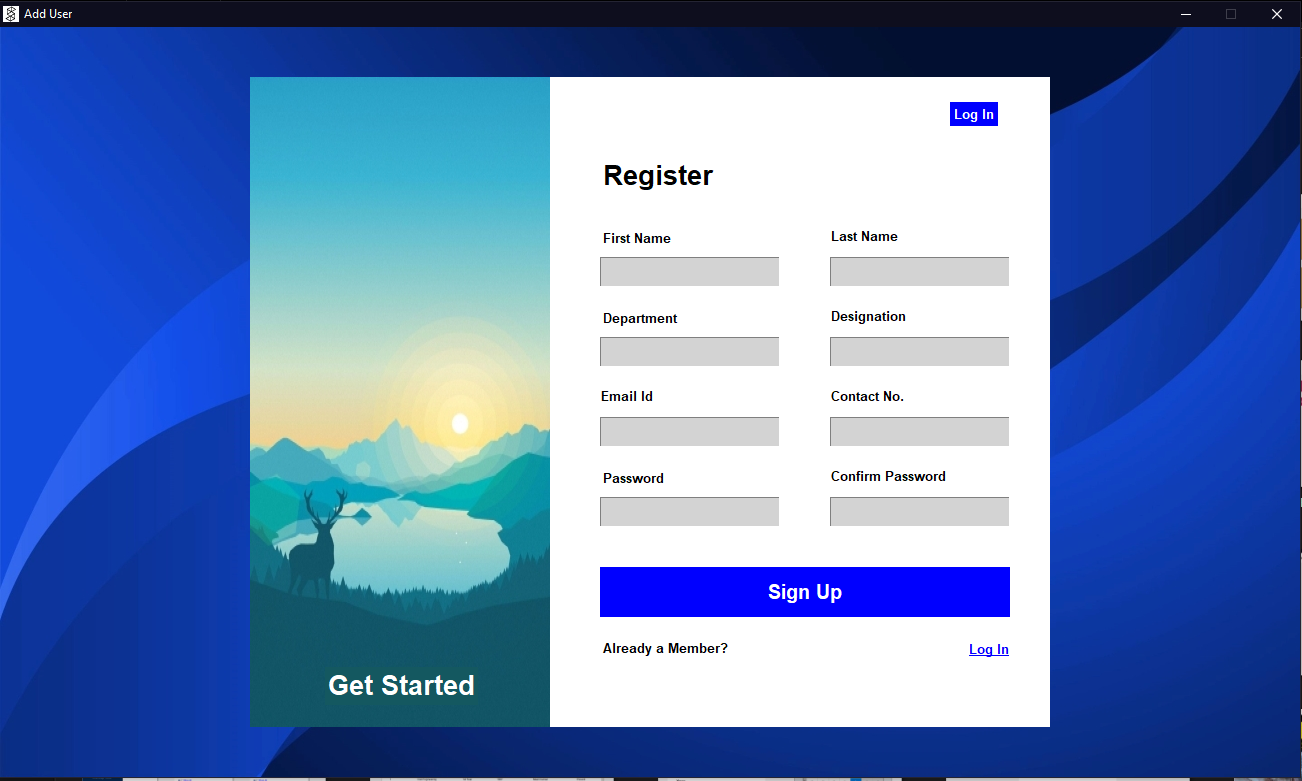 Add User
Log In
Register
First Name
Last Name
Department
Designation
Email Id
Contact No.
Password
Confirm Password
Sign Up
Already a Member?
Log In
Get Started